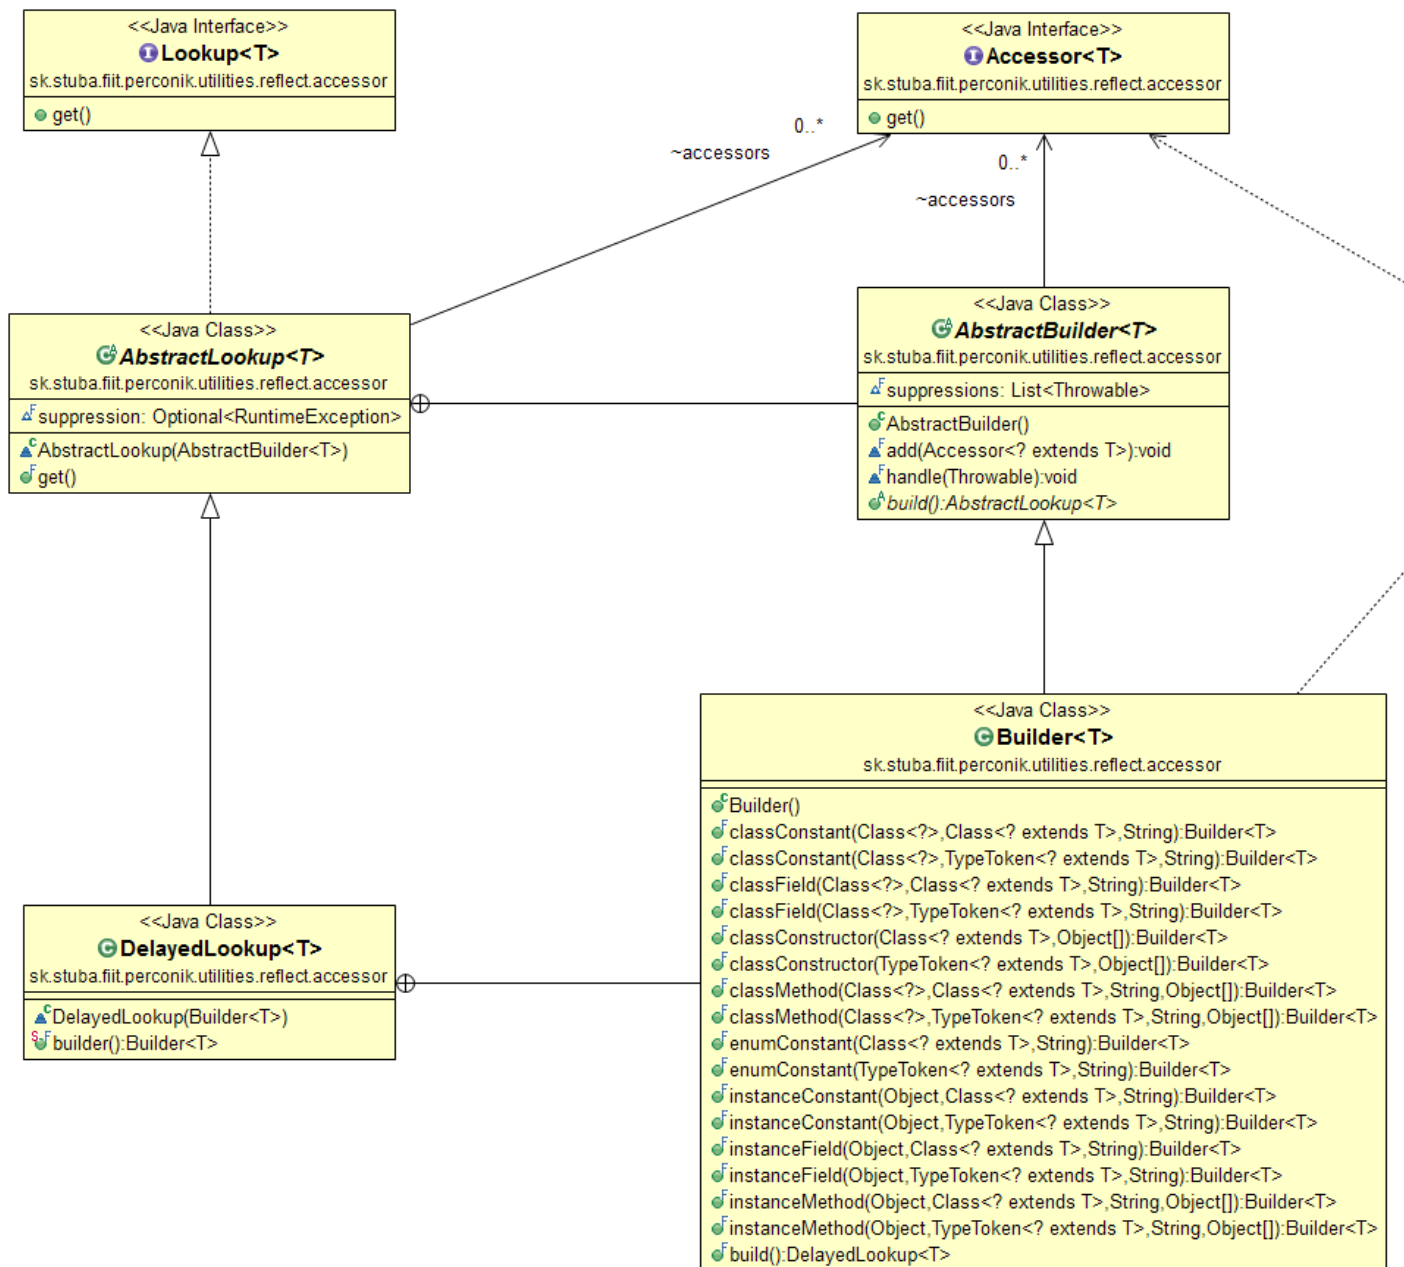 <<Java Interface>>
Lookup<T>
sk.stuba.fiit.perconik.utilities.reflect.accessor
get()
<<Java Interface>>
Accessor<T>
sk.stuba.fiit.perconik.utilities.reflect.accessor
get()
0..*
~accessors
0..*
~accessors
<<Java Class>>
AbstractLookup<T>
sk.stuba.fiit.perconik.utilities.reflect.accessor
suppression: Optional<RuntimeException>
AbstractLookup(AbstractBuilder<T>)
get()
<<Java Class>>
AbstractBuilder<T>
sk.stuba.fiit.perconik.utilities.reflect.accessor
suppressions: List<Throwable>
AbstractBuilder()
add(Accessor<? extends T>):void
handle(Throwable):void
build():AbstractLookup<T>
<<Java Class>>
DelayedLookup<T>
sk.stuba.fiit.perconik.utilities.reflect.accessor
DelayedLookup(Builder<T>)
builder():Builder<T>
<<Java Class>>
Builder<T>
sk.stuba.fiit.perconik.utilities.reflect.accessor
Builder()
classConstant(Class<?>,Class<? extends T>,String):Builder<T>
classConstant(Class<?>,TypeToken<? extends T>,String):Builder<T>
classField(Class<?>,Class<? extends T>,String):Builder<T>
classField(Class<?>,TypeToken<? extends T>,String):Builder<T>
classConstructor(Class<? extends T>,Object[]):Builder<T>
classConstructor(TypeToken<? extends T>,Object[]):Builder<T>
classMethod(Class<?>,Class<? extends T>,String,Object[]):Builder<T>
classMethod(Class<?>,TypeToken<? extends T>,String,Object[]):Builder<T>
enumConstant(Class<? extends T>,String):Builder<T>
enumConstant(TypeToken<? extends T>,String):Builder<T>
instanceConstant(Object,Class<? extends T>,String):Builder<T>
instanceConstant(Object,TypeToken<? extends T>,String):Builder<T>
instanceField(Object,Class<? extends T>,String):Builder<T>
instanceField(Object,TypeToken<? extends T>,String):Builder<T>
instanceMethod(Object,Class<? extends T>,String,Object[]):Builder<T>
instanceMethod(Object,TypeToken<? extends T>,String,Object[]):Builder<T>
build():DelayedLookup<T>